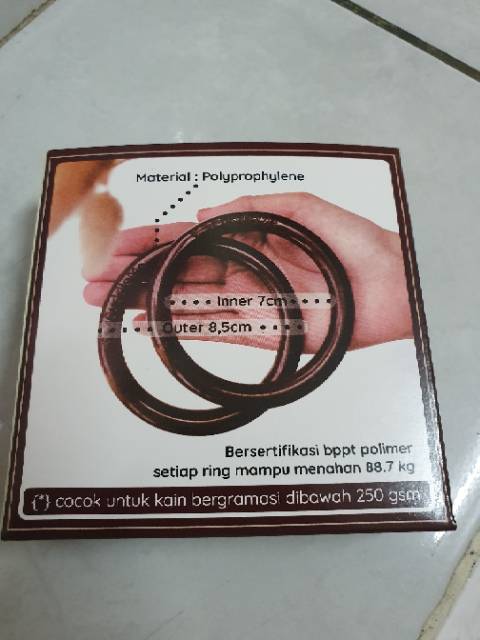 Material : Polyprophylene
Inner 7cm
Outer 8,5cm
Bersertifikasi bppt polimer
setiap ring mampu menahan 88.7 kg
{*} cocok untuk kain bergramasi dibawah 250 gsm